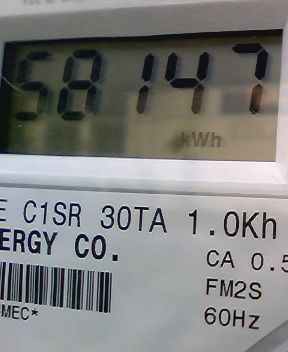 58147
kWh
E C1SR 30TA 1.0Kh
ERGY CO.
CA 0.5
FM2S
MEC*
60Hz